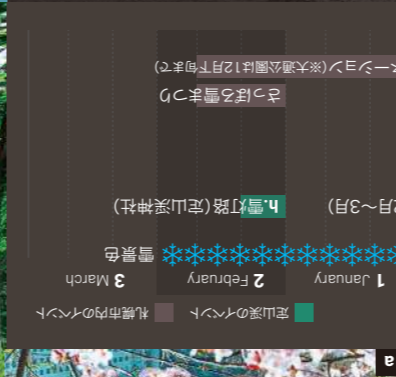 a
定山渓のイベント 札幌市内のイベント
1 January 2 February 3 March
雪景色
2月〜3月) h.雪灯路(定山渓神社)
さっぽろ雪まつり
ーション(※大通公園は12月下旬まで)